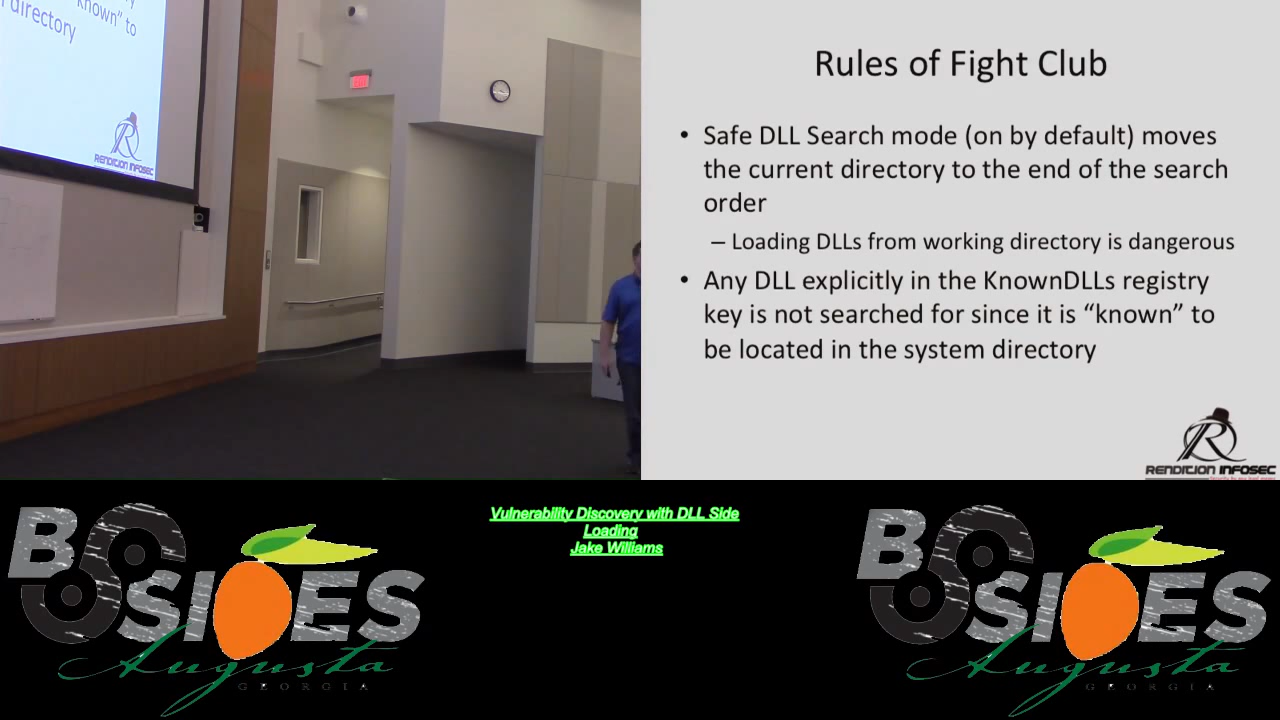 "known" to
directory
RENDITION INFOSEC
EXIT
Rules of Fight Club
• Safe DLL Search mode (on by default) moves
the current directory to the end of the search
order
– Loading DLLs from working directory is dangerous
• Any DLL explicitly in the KnownDLLs registry
key is not searched for since it is “known” to
be located in the system directory
R
RENDITION INFOSEC
Vulnerability Discovery with DLL Side
Loading
Jake Williams
BSIDES
Augusta
GEORGIA
BSIDES
Augusta
GEORGIA